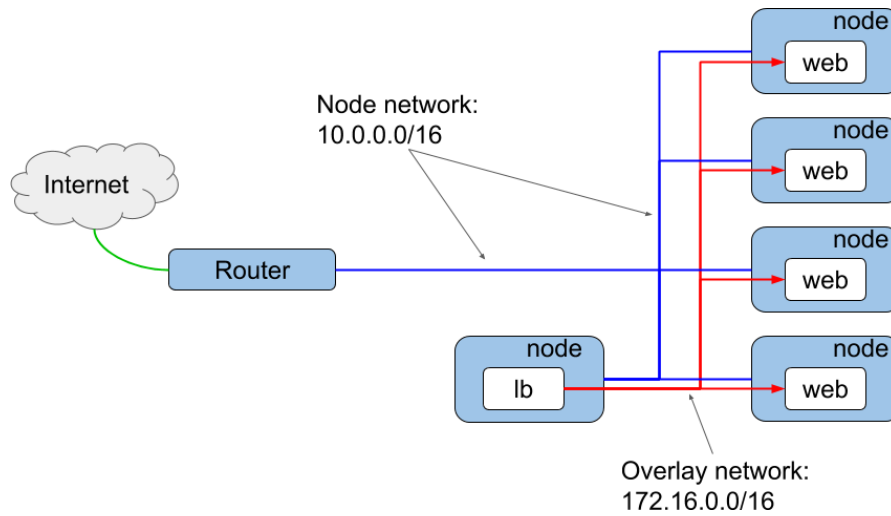 node
web
Node network:
10.0.0.0/16
node
web
Internet
node
Router
web
node
lb
node
web
Overlay network:
172.16.0.0/16